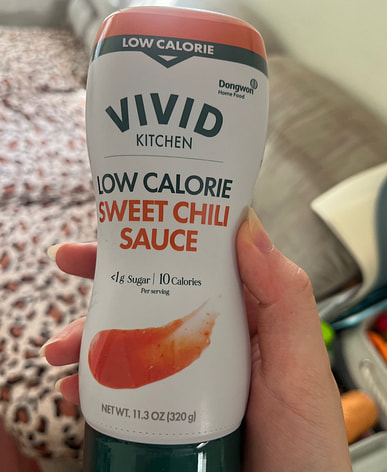 LOW CALORIE
Dongwon
Home Food
VIVID
KITCHEN
LOW CALORIE
SWEET CHILI
SAUCE
<1g Sugar | 10 Calories
Per serving
NET WT. 11.3 OZ (320g)